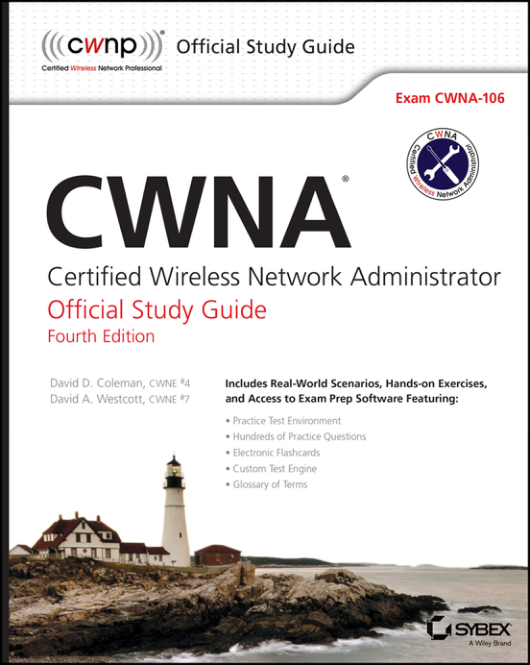 cwnp® Official Study Guide
Certified Wireless Network Professional
Exam CWNA-106
CWNA
Certified Wireless Network Administrator
CWNA®
Certified Wireless Network Administrator
Official Study Guide
Fourth Edition
David D. Coleman, CWNE #4
David A. Westcott, CWNE #7
Includes Real-World Scenarios, Hands-on Exercises,
and Access to Exam Prep Software Featuring:
• Practice Test Environment
• Hundreds of Practice Questions
• Electronic Flashcards
• Custom Test Engine
• Glossary of Terms
SYBEX
A Wiley Brand